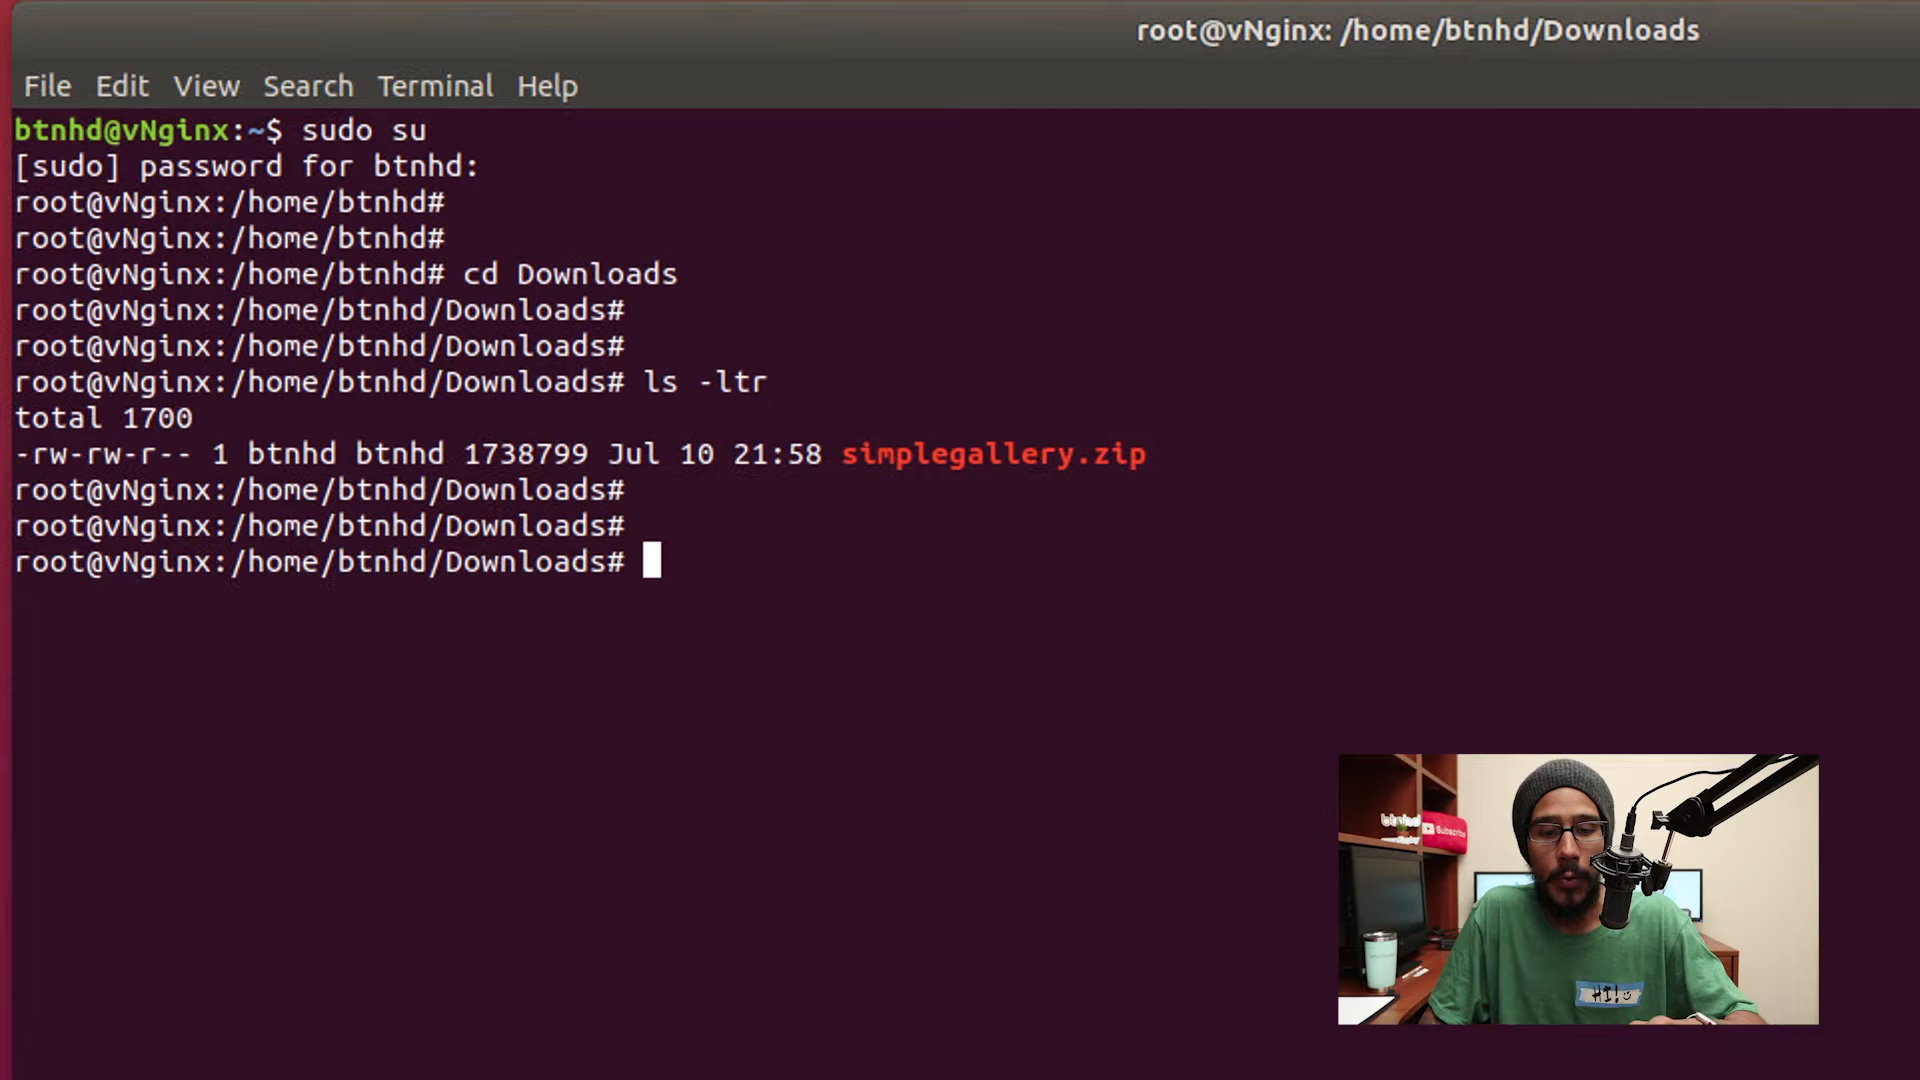 root@vNginx: /home/btnhd/Downloads
File Edit View Search Terminal Help
btnhd@vNginx:~$ sudo su
[sudo] password for btnhd:
root@vNginx:/home/btnhd#
root@vNginx:/home/btnhd#
root@vNginx:/home/btnhd# cd Downloads
root@vNginx:/home/btnhd/Downloads#
root@vNginx:/home/btnhd/Downloads#
root@vNginx:/home/btnhd/Downloads# ls -ltr
total 1700
-rw-rw-r-- 1 btnhd btnhd 1738799 Jul 10 21:58 simplegallery.zip
root@vNginx:/home/btnhd/Downloads#
root@vNginx:/home/btnhd/Downloads#
root@vNginx:/home/btnhd/Downloads#
btnhd
Subscribe
HI!